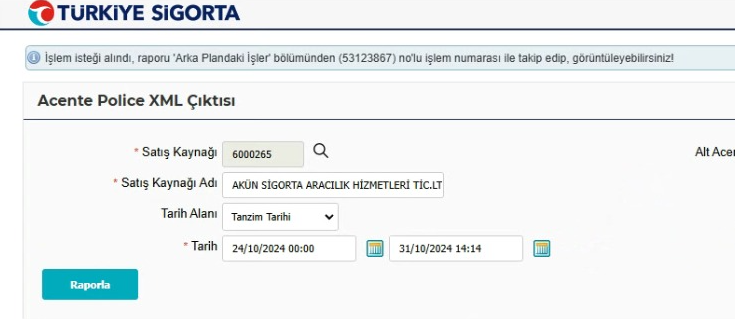 TÜRKİYE SİGORTA
İşlem isteği alındı, raporu 'Arka Plandaki İşler' bölümünden (53123867) no'lu işlem numarası ile takip edip, görüntüleyebilirsiniz!
Acente Police XML Çıktısı
* Satış Kaynağı 6000265 Alt Acer
* Satış Kaynağı Adı AKÜN SİGORTA ARACILIK HİZMETLERİ TİC.LT
Tarih Alanı Tanzim Tarihi
* Tarih 24/10/2024 00:00 31/10/2024 14:14
Raporla